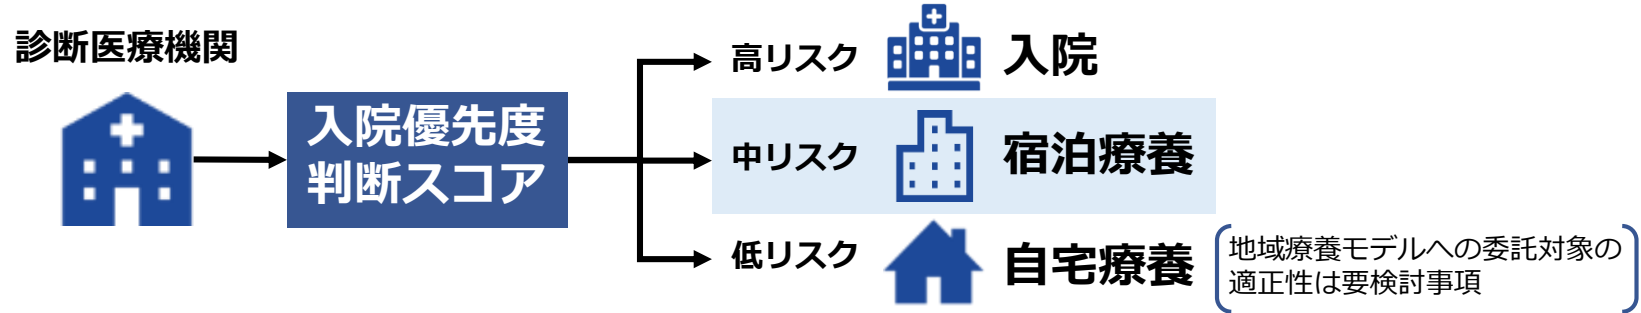 診断医療機関
入院優先度
判断スコア
高リスク
入院
中リスク
宿泊療養
低リスク
自宅療養
地域療養モデルへの委託対象の
適正性は要検討事項